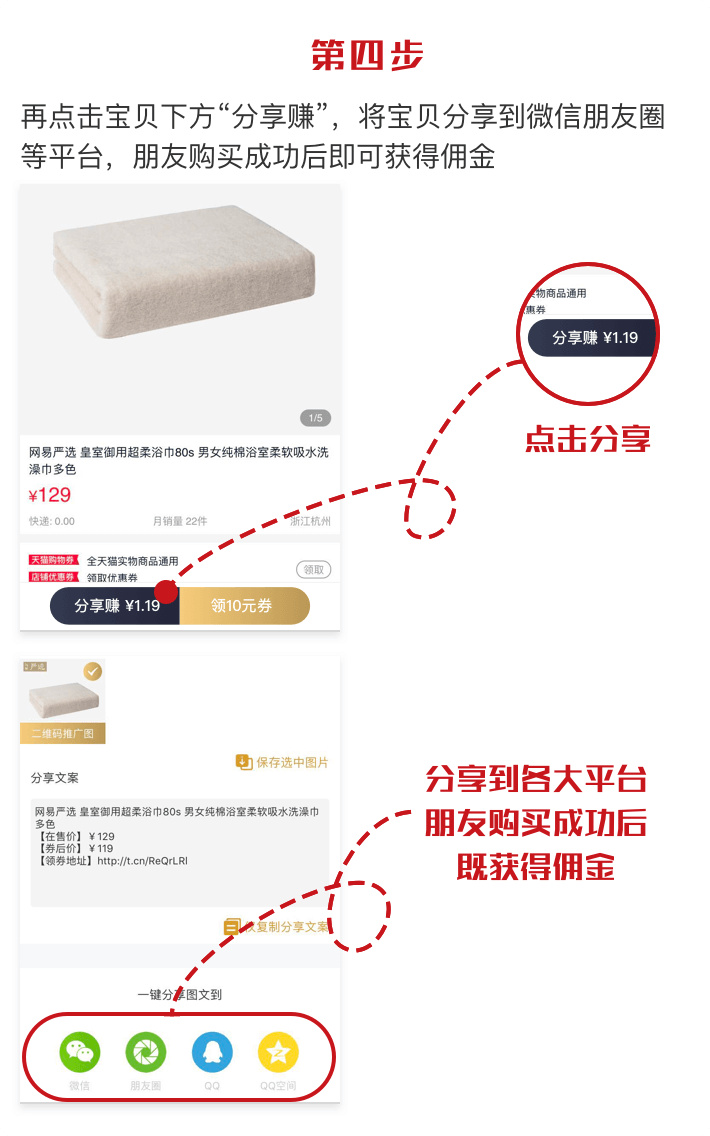 第四步
再点击宝贝下方“分享赚”，将宝贝分享到微信朋友圈
等平台，朋友购买成功后即可获得佣金
1/5
物商品通用
惠券
分享赚 ¥1.19
点击分享
网易严选 皇室御用超柔浴巾80s 男女纯棉浴室柔软吸水洗
澡巾多色
¥129
快递: 0.00 月销量 22件 浙江杭州
天猫购物券 全天猫实物商品通用 领取
店铺优惠券 领取优惠券
分享赚 ¥1.19 领10元券
严选
二维码推广图
保存选中图片
分享文案
网易严选 皇室御用超柔浴巾80s 男女纯棉浴室柔软吸水洗澡巾
多色
【在售价】¥129
【券后价】¥119
【领券地址】http://t.cn/ReQrLRI
仅复制分享文案
分享到各大平台
朋友购买成功后
既获得佣金
一键分享图文到
微信 朋友圈 QQ QQ空间